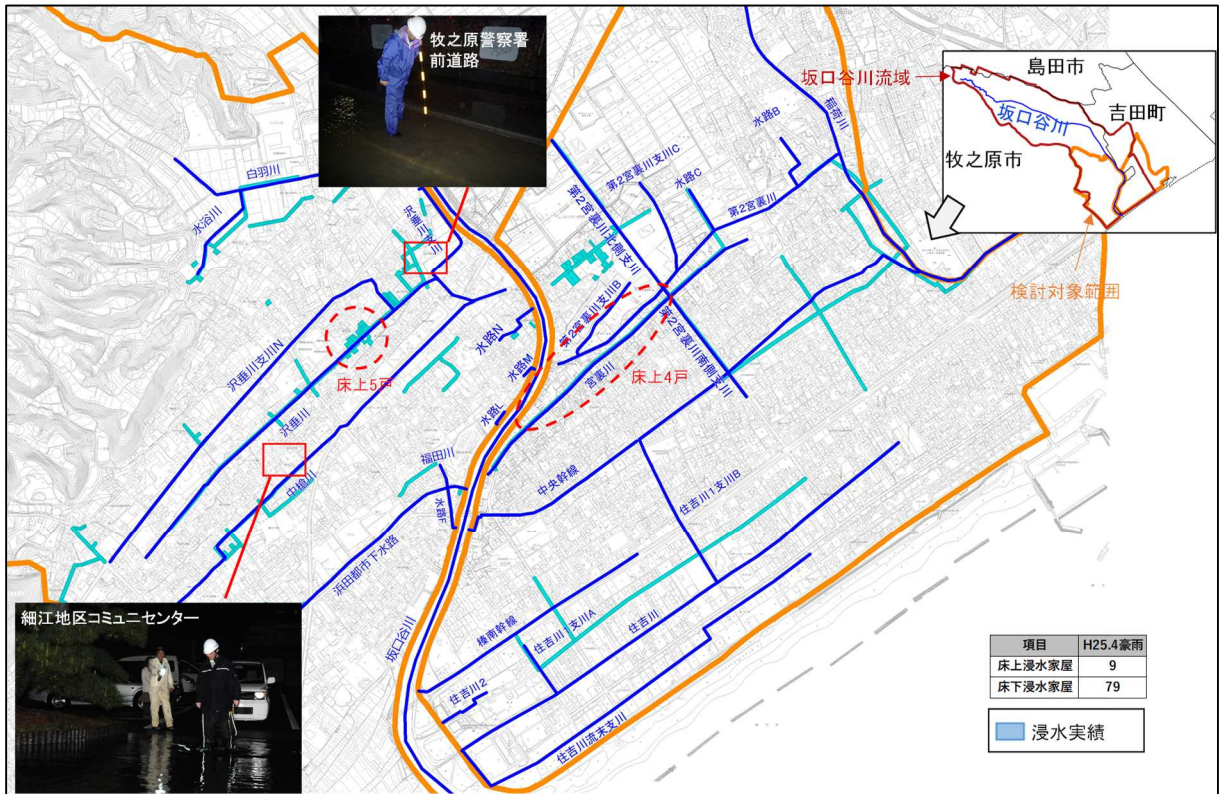 牧之原警察署
前道路
坂口谷川流域
島田市
坂口谷川
吉田町
牧之原市
検討対象範囲
白羽川
水谷川
沢垂川支川
沢垂川支川N
床上5戸
沢垂川
中槍川
水路N
水路M
水路L
福田川
水路F
浜田都市下水路
坂口谷川
稲荷川
水路B
第2宮裏川支川C
水路C
第2宮裏川
第2宮裏川北側支川
第2宮裏川支川B
宮裏川
床上4戸
第2宮裏川南側支川
中央幹線
住吉川1支川B
榛南幹線
住吉川1支川A
住吉川
住吉川2
住吉川流末支川
細江地区コミュニセンター
項目 H25.4豪雨
床上浸水家屋 9
床下浸水家屋 79
浸水実績